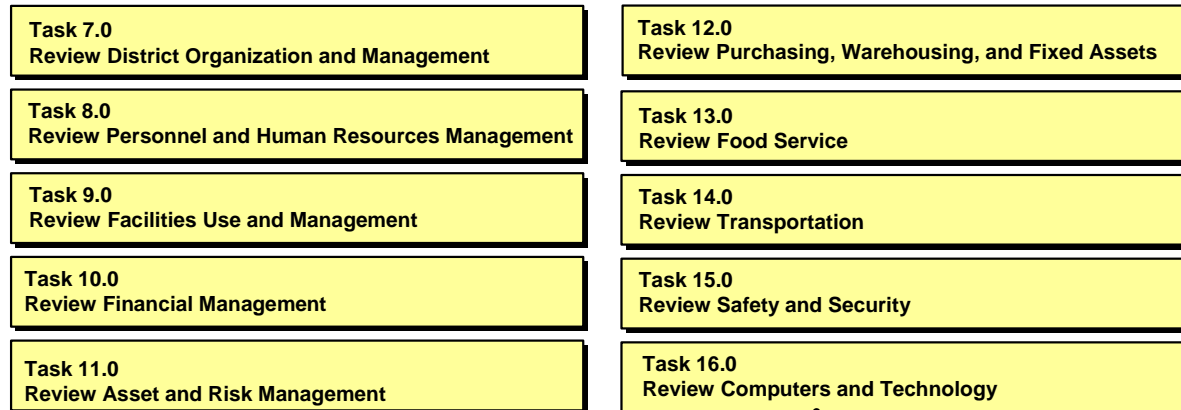 Task 7.0
Review District Organization and Management
Task 8.0
Review Personnel and Human Resources Management
Task 9.0
Review Facilities Use and Management
Task 10.0
Review Financial Management
Task 11.0
Review Asset and Risk Management
Task 12.0
Review Purchasing, Warehousing, and Fixed Assets
Task 13.0
Review Food Service
Task 14.0
Review Transportation
Task 15.0
Review Safety and Security
Task 16.0
Review Computers and Technology